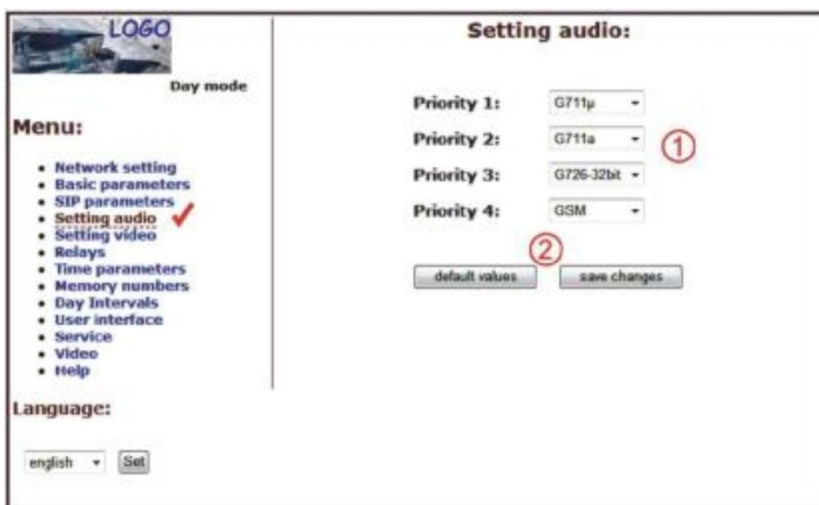 LOGO
Day mode
Menu:
• Network setting
• Basic parameters
• SIP parameters
• Setting audio
• Setting video
• Relays
• Time parameters
• Memory numbers
• Day Intervals
• User interface
• Service
• Video
• Help
Language:
english Set
Setting audio:
Priority 1: G711µ
Priority 2: G711a
①
Priority 3: G726-32bit
Priority 4: GSM
②
default values save changes